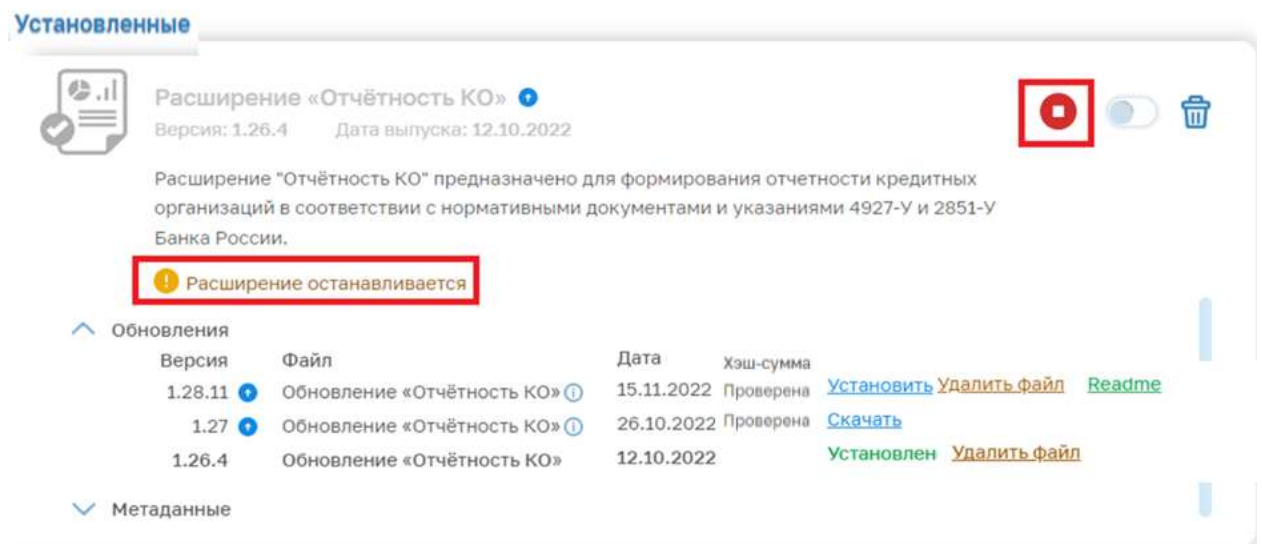 Установленные
Расширение «Отчётность КО»
Версия: 1.26.4 Дата выпуска: 12.10.2022
Расширение "Отчётность КО" предназначено для формирования отчетности кредитных
организаций в соответствии с нормативными документами и указаниями 4927-У и 2851-У
Банка России.
Расширение останавливается
Обновления
Версия Файл Дата Хэш-сумма
1.28.11 Обновление «Отчётность КО» 15.11.2022 Проверена Установить Удалить файл Readme
1.27 Обновление «Отчётность КО» 26.10.2022 Проверена Скачать
1.26.4 Обновление «Отчётность КО» 12.10.2022 Установлен Удалить файл
Метаданные